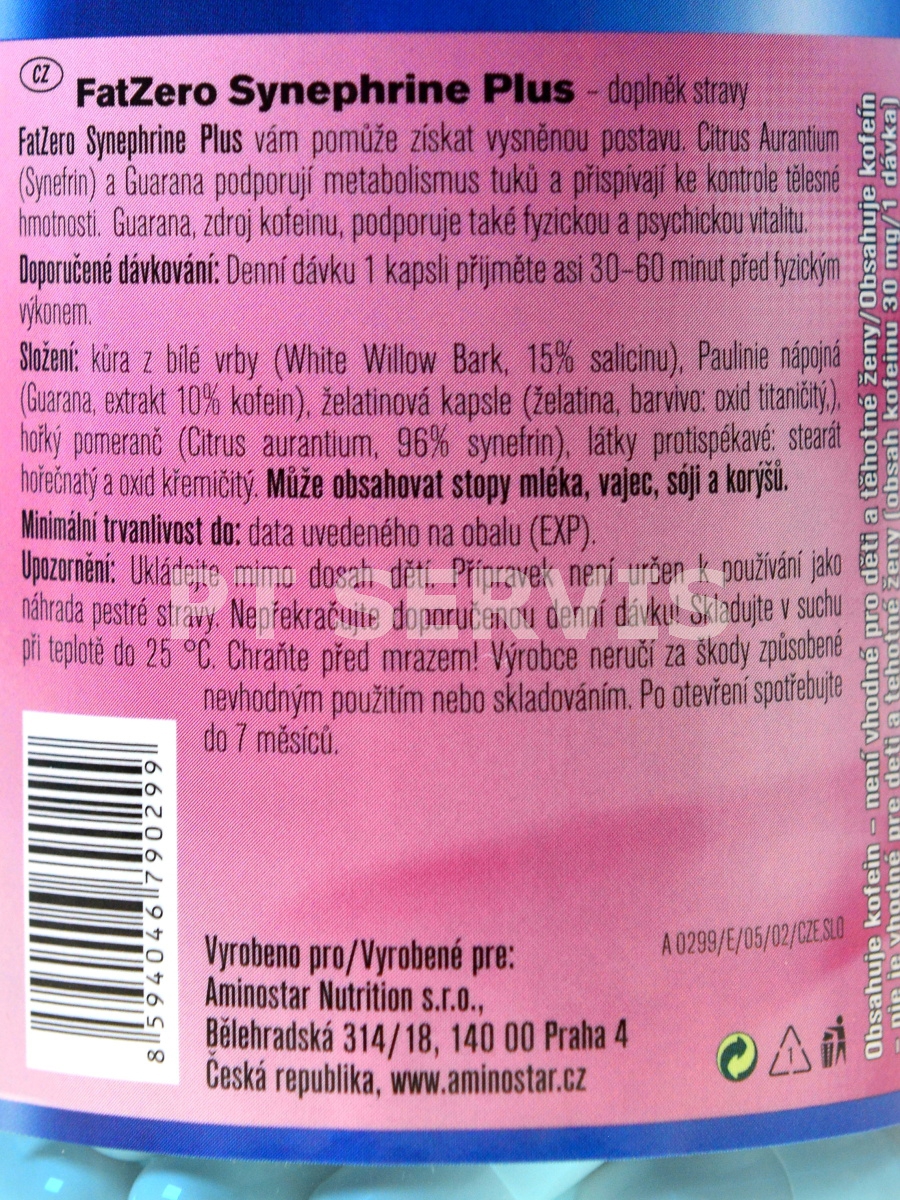 CZ
FatZero Synephrine Plus – doplněk stravy
FatZero Synephrine Plus vám pomůže získat vysněnou postavu. Citrus Aurantium
(Synefrin) a Guarana podporují metabolismus tuků a přispívají ke kontrole tělesné
hmotnosti. Guarana, zdroj kofeinu, podporuje také fyzickou a psychickou vitalitu.
Doporučené dávkování: Denní dávku 1 kapsli přijměte asi 30–60 minut před fyzickým
výkonem.
Složení: kůra z bílé vrby (White Willow Bark, 15% salicinu), Paulinie nápojná
(Guarana, extrakt 10% kofein), želatinová kapsle (želatina, barvivo: oxid titaničitý,),
hořký pomeranč (Citrus aurantium, 96% synefrin), látky protispékavé: stearát
hořečnatý a oxid křemičitý. Může obsahovat stopy mléka, vajec, sóji a korýšů.
Minimální trvanlivost do: data uvedeného na obalu (EXP).
Upozornění: Ukládejte mimo dosah dětí. Přípravek není určen k používání jako
náhrada pestré stravy. Nepřekračujte doporučenou denní dávku! Skladujte v suchu
při teplotě do 25 °C. Chraňte před mrazem! Výrobce neručí za škody způsobené
nevhodným použitím nebo skladováním. Po otevření spotřebujte
do 7 měsíců.
PT SERVIS
8594046790299
A 0299/E/05/02/CZE,SLO
Vyrobeno pro/Vyrobené pre:
Aminostar Nutrition s.r.o.,
Bělehradská 314/18, 140 00 Praha 4
Česká republika, www.aminostar.cz
1
Obsahuje kofein – není vhodné pro děti a těhotné ženy/Obsahuje kofeín
– nie je vhodné pre deti a tehotné ženy (obsah kofeinu 30 mg/1 dávka)